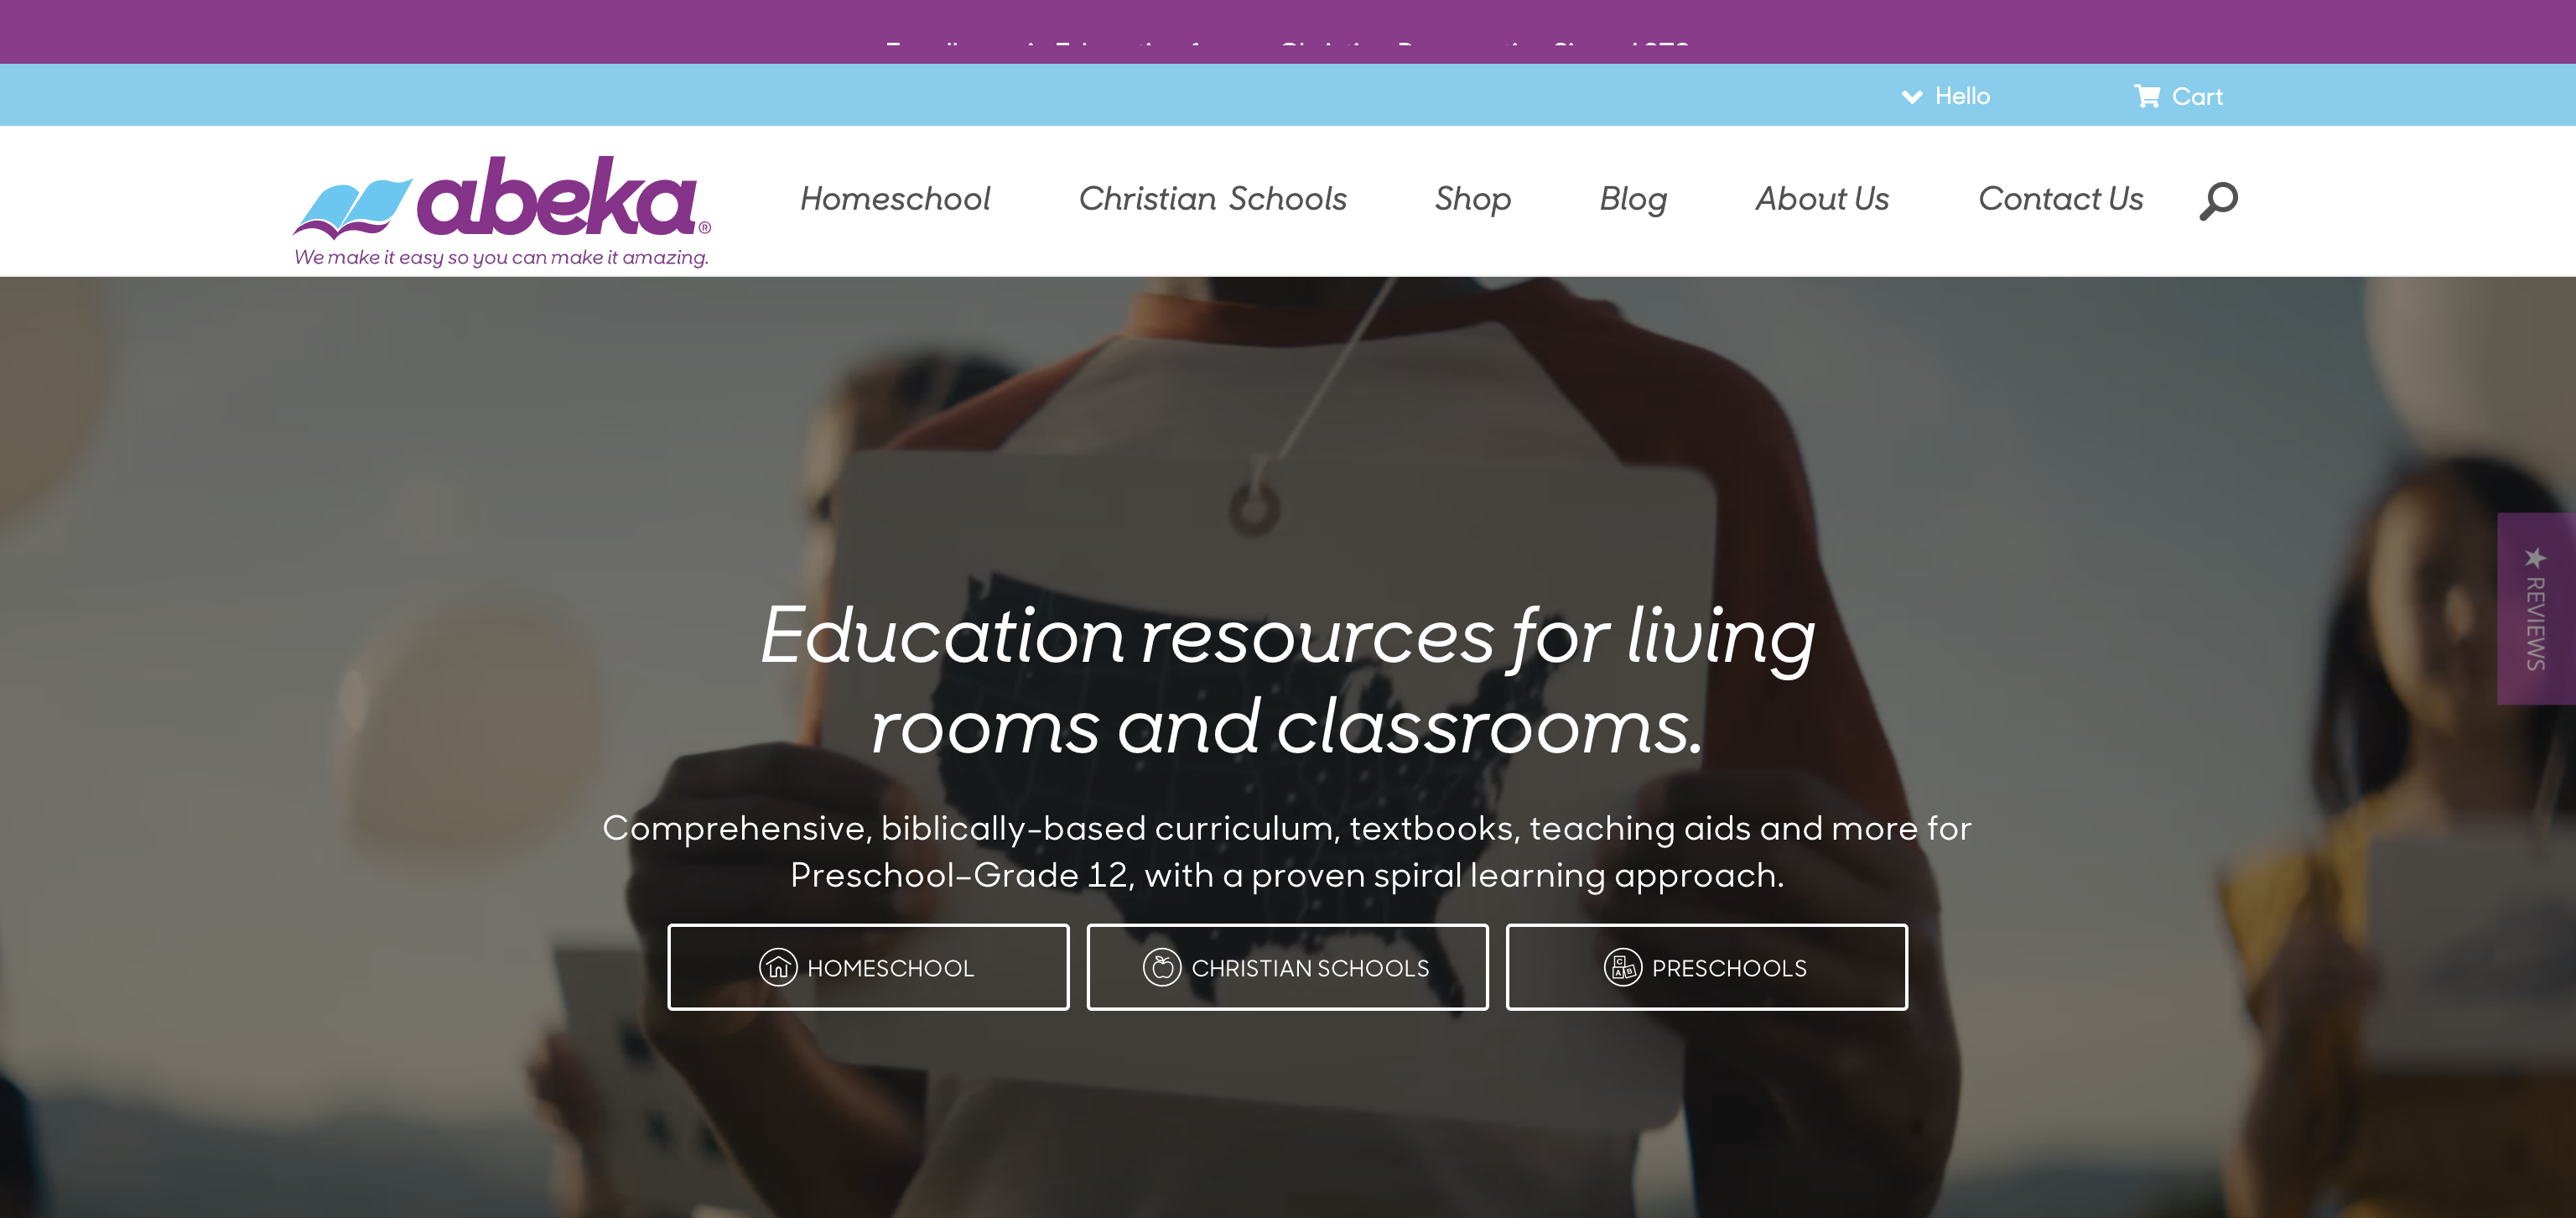 Hello
Cart
abeka®
We make it easy so you can make it amazing.
Homeschool
Christian Schools
Shop
Blog
About Us
Contact Us
Education resources for living
rooms and classrooms.
★ REVIEWS
Comprehensive, biblically-based curriculum, textbooks, teaching aids and more for
Preschool–Grade 12, with a proven spiral learning approach.
HOMESCHOOL
CHRISTIAN SCHOOLS
PRESCHOOLS